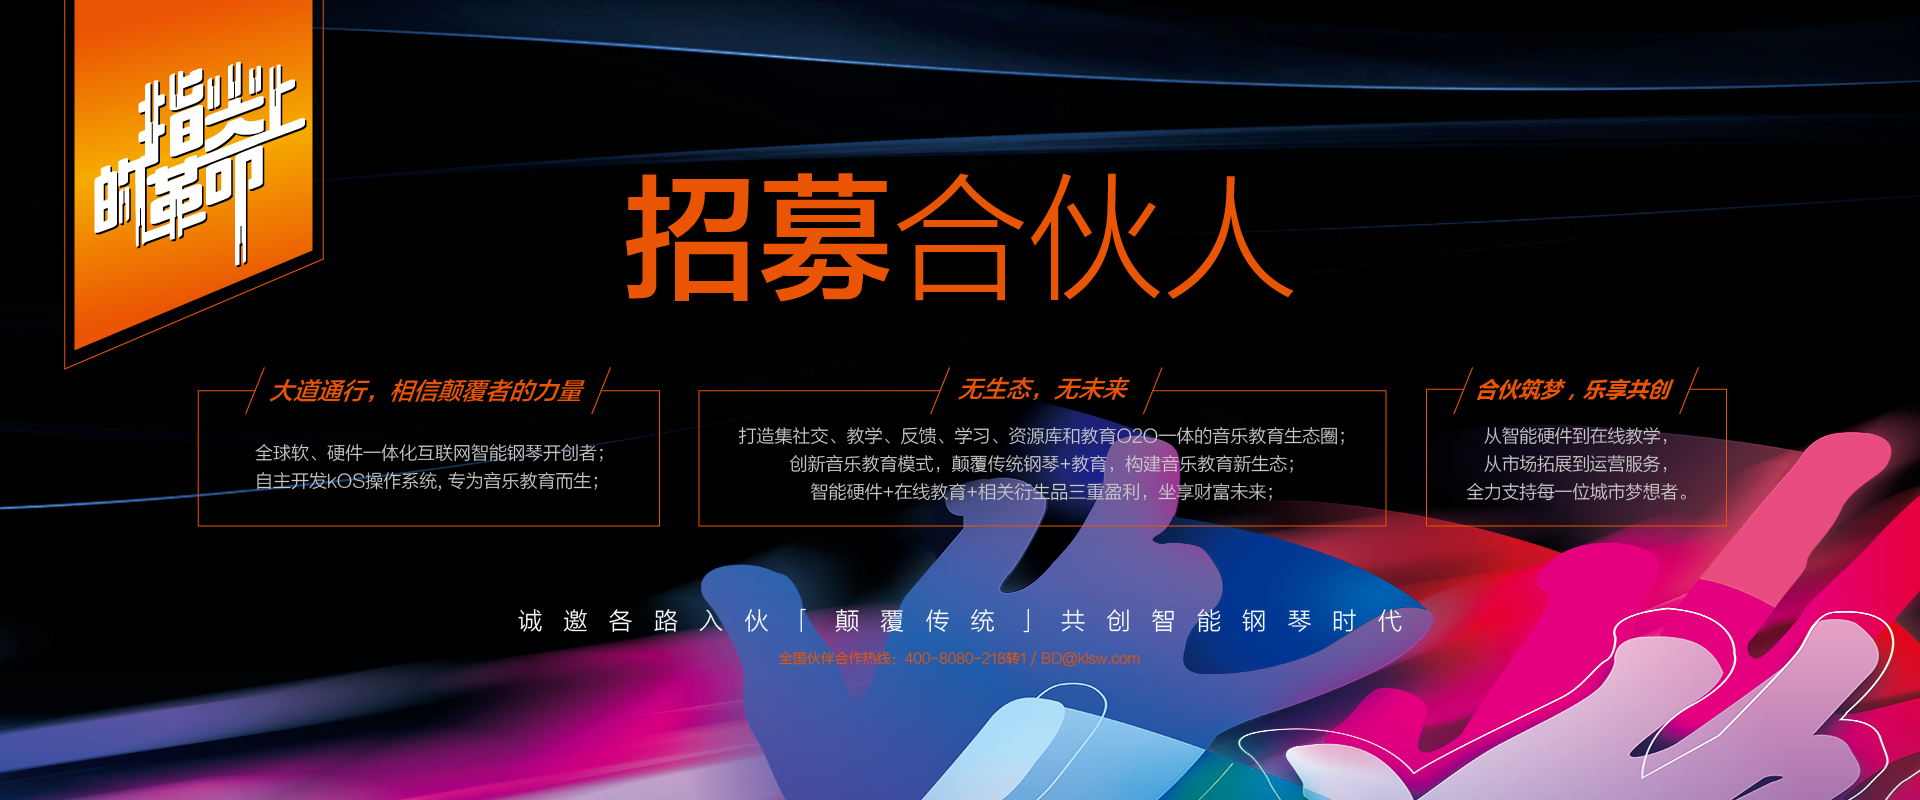 指尖上
的革命
招募合伙人
大道通行，相信颠覆者的力量
全球软、硬件一体化互联网智能钢琴开创者；
自主开发kOS操作系统, 专为音乐教育而生；
无生态，无未来
打造集社交、教学、反馈、学习、资源库和教育O2O一体的音乐教育生态圈；
创新音乐教育模式，颠覆传统钢琴+教育，构建音乐教育新生态；
智能硬件+在线教育+相关衍生品三重盈利，坐享财富未来；
合伙筑梦，乐享共创
从智能硬件到在线教学，
从市场拓展到运营服务，
全力支持每一位城市梦想者。
诚邀各路入伙「颠覆传统」共创智能钢琴时代
全国伙伴合作热线：400-8080-218转1 / BD@kisw.com